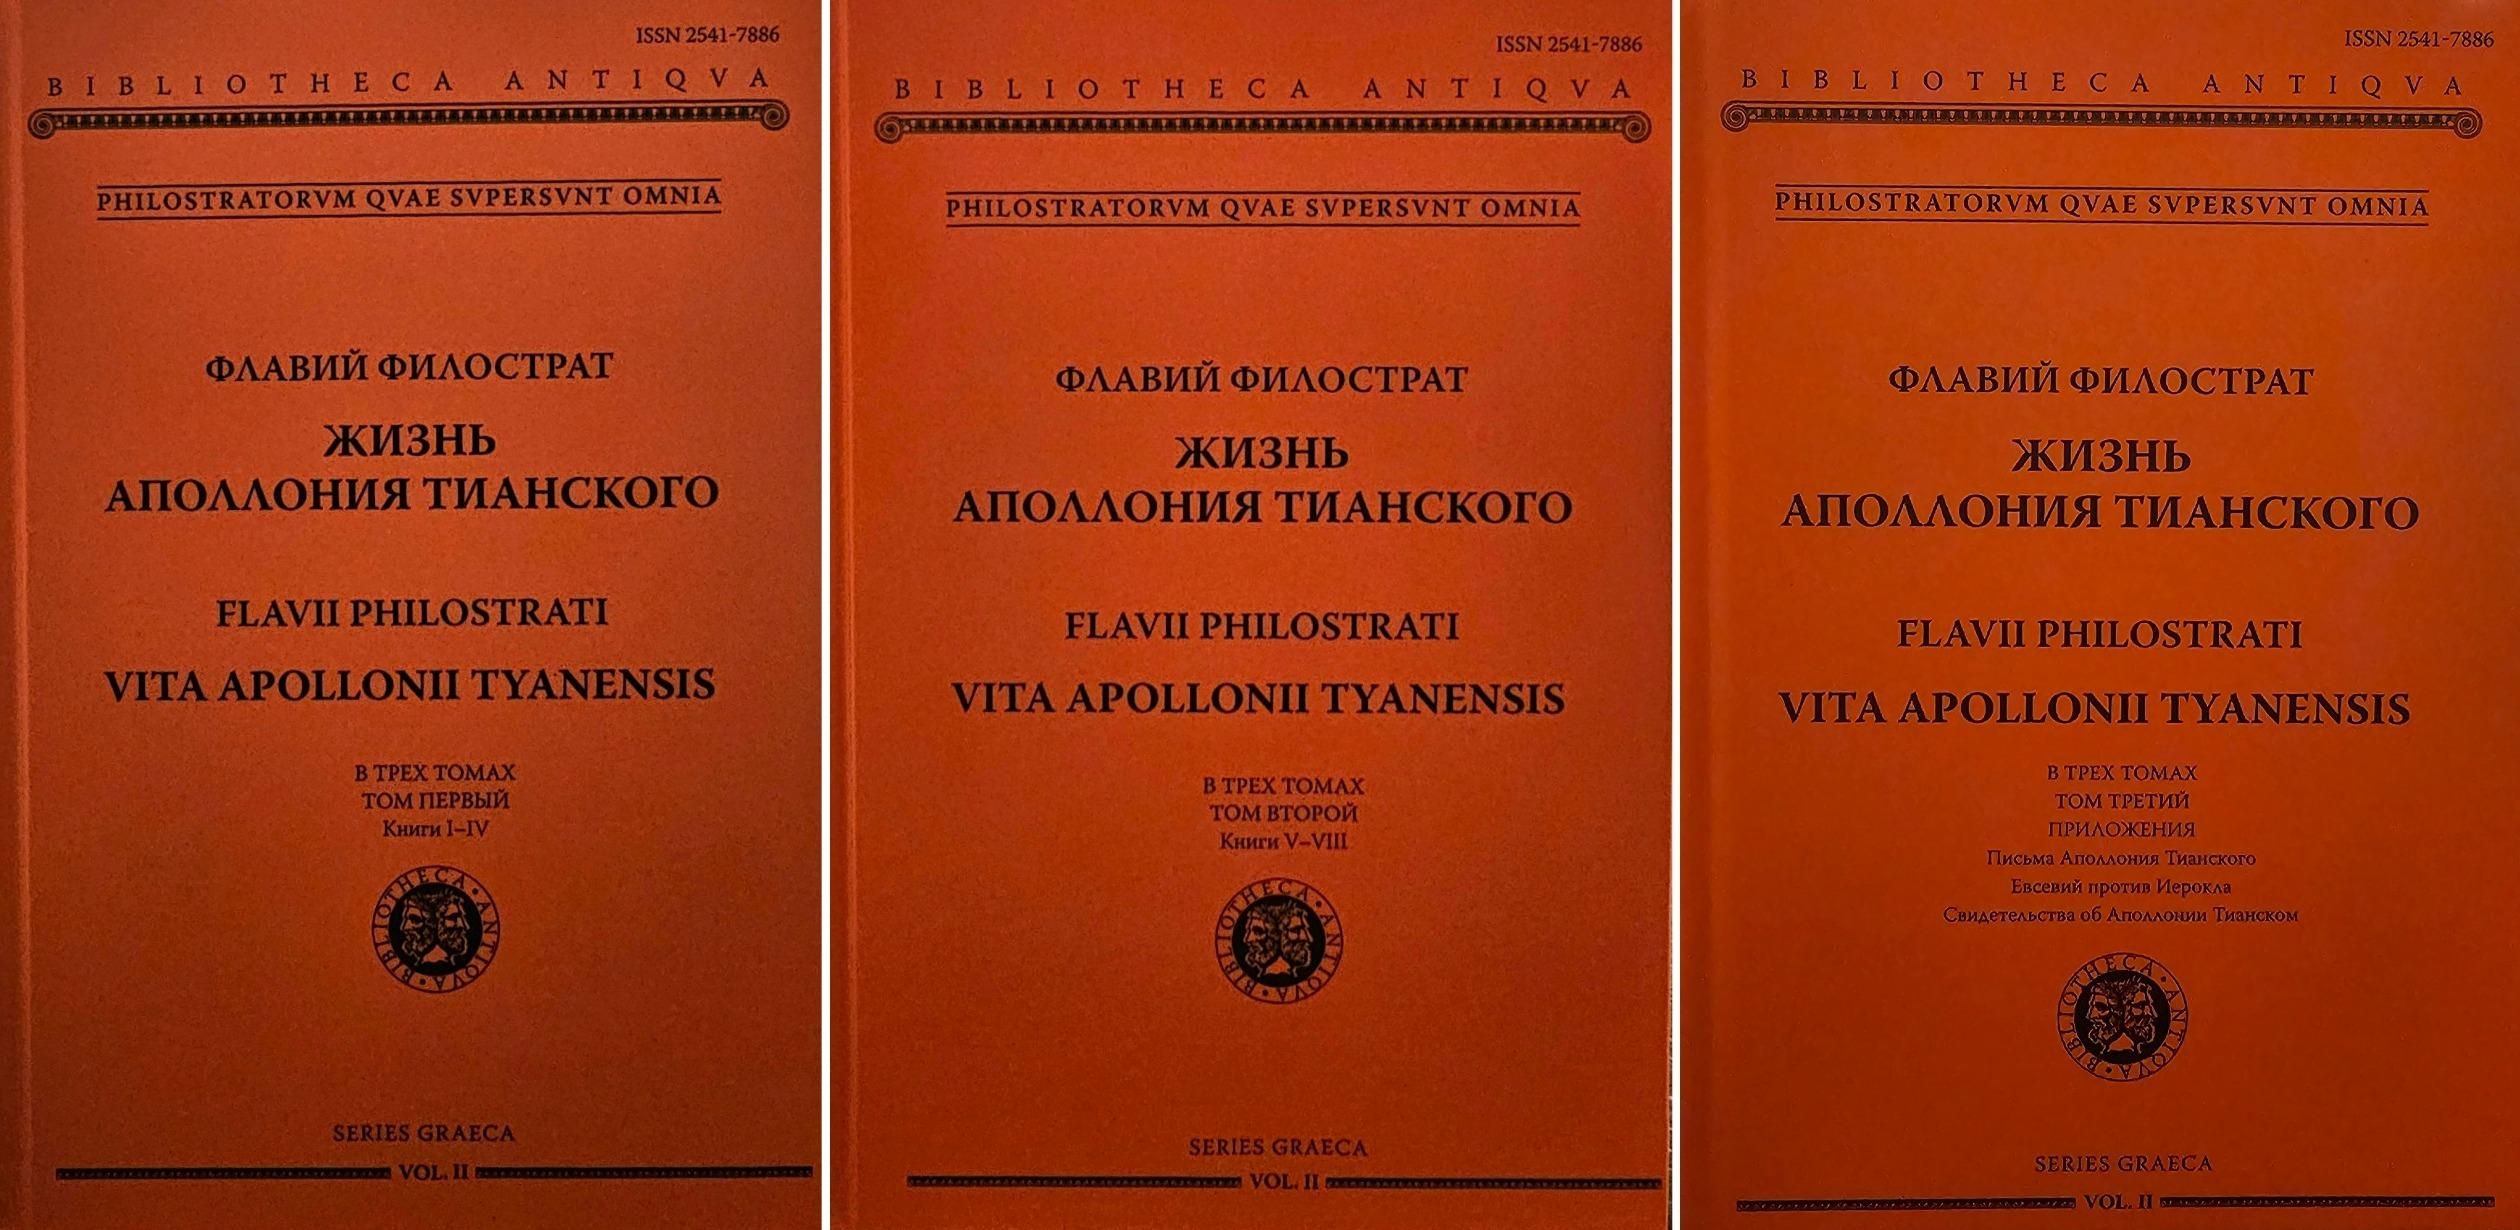 ISSN 2541-7886
BIBLIOTHECA ANTIQVA
PHILOSTRATORVM QVAE SVPERSVNT OMNIA
ФЛАВИЙ ФИЛОСТРАТ
ЖИЗНЬ
АПОЛЛОНИЯ ТИАНСКОГО
FLAVII PHILOSTRATI
VITA APOLLONII TYANENSIS
В ТРЕХ ТОМАХ
ТОМ ПЕРВЫЙ
Книги I–IV
BIBLIOTHECA • ANTIQVA •
SERIES GRAECA
VOL. II
ISSN 2541-7886
BIBLIOTHECA ANTIQVA
PHILOSTRATORVM QVAE SVPERSVNT OMNIA
ФЛАВИЙ ФИЛОСТРАТ
ЖИЗНЬ
АПОЛЛОНИЯ ТИАНСКОГО
FLAVII PHILOSTRATI
VITA APOLLONII TYANENSIS
В ТРЕХ ТОМАХ
ТОМ ВТОРОЙ
Книги V–VIII
BIBLIOTHECA • ANTIQVA •
SERIES GRAECA
VOL. II
ISSN 2541-7886
BIBLIOTHECA ANTIQVA
PHILOSTRATORVM QVAE SVPERSVNT OMNIA
ФЛАВИЙ ФИЛОСТРАТ
ЖИЗНЬ
АПОЛЛОНИЯ ТИАНСКОГО
FLAVII PHILOSTRATI
VITA APOLLONII TYANENSIS
В ТРЕХ ТОМАХ
ТОМ ТРЕТИЙ
ПРИЛОЖЕНИЯ
Письма Аполлония Тианского
Евсевий против Иерокла
Свидетельства об Аполлонии Тианском
BIBLIOTHECA • ANTIQVA •
SERIES GRAECA
VOL. II